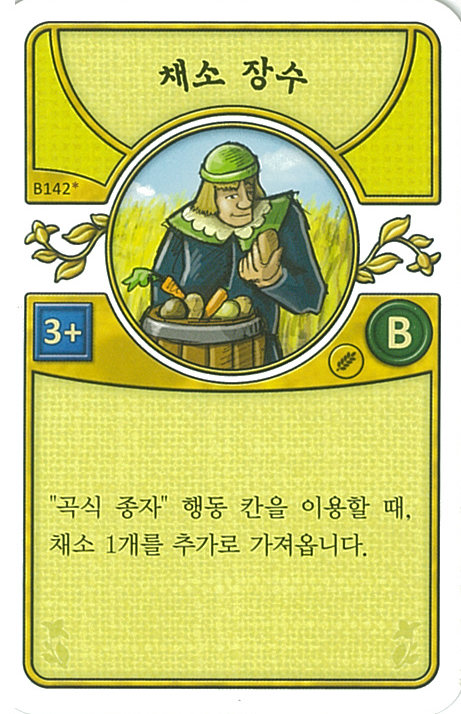 채소 장수
B142*
3+
B
"곡식 종자" 행동 칸을 이용할 때,
채소 1개를 추가로 가져옵니다.